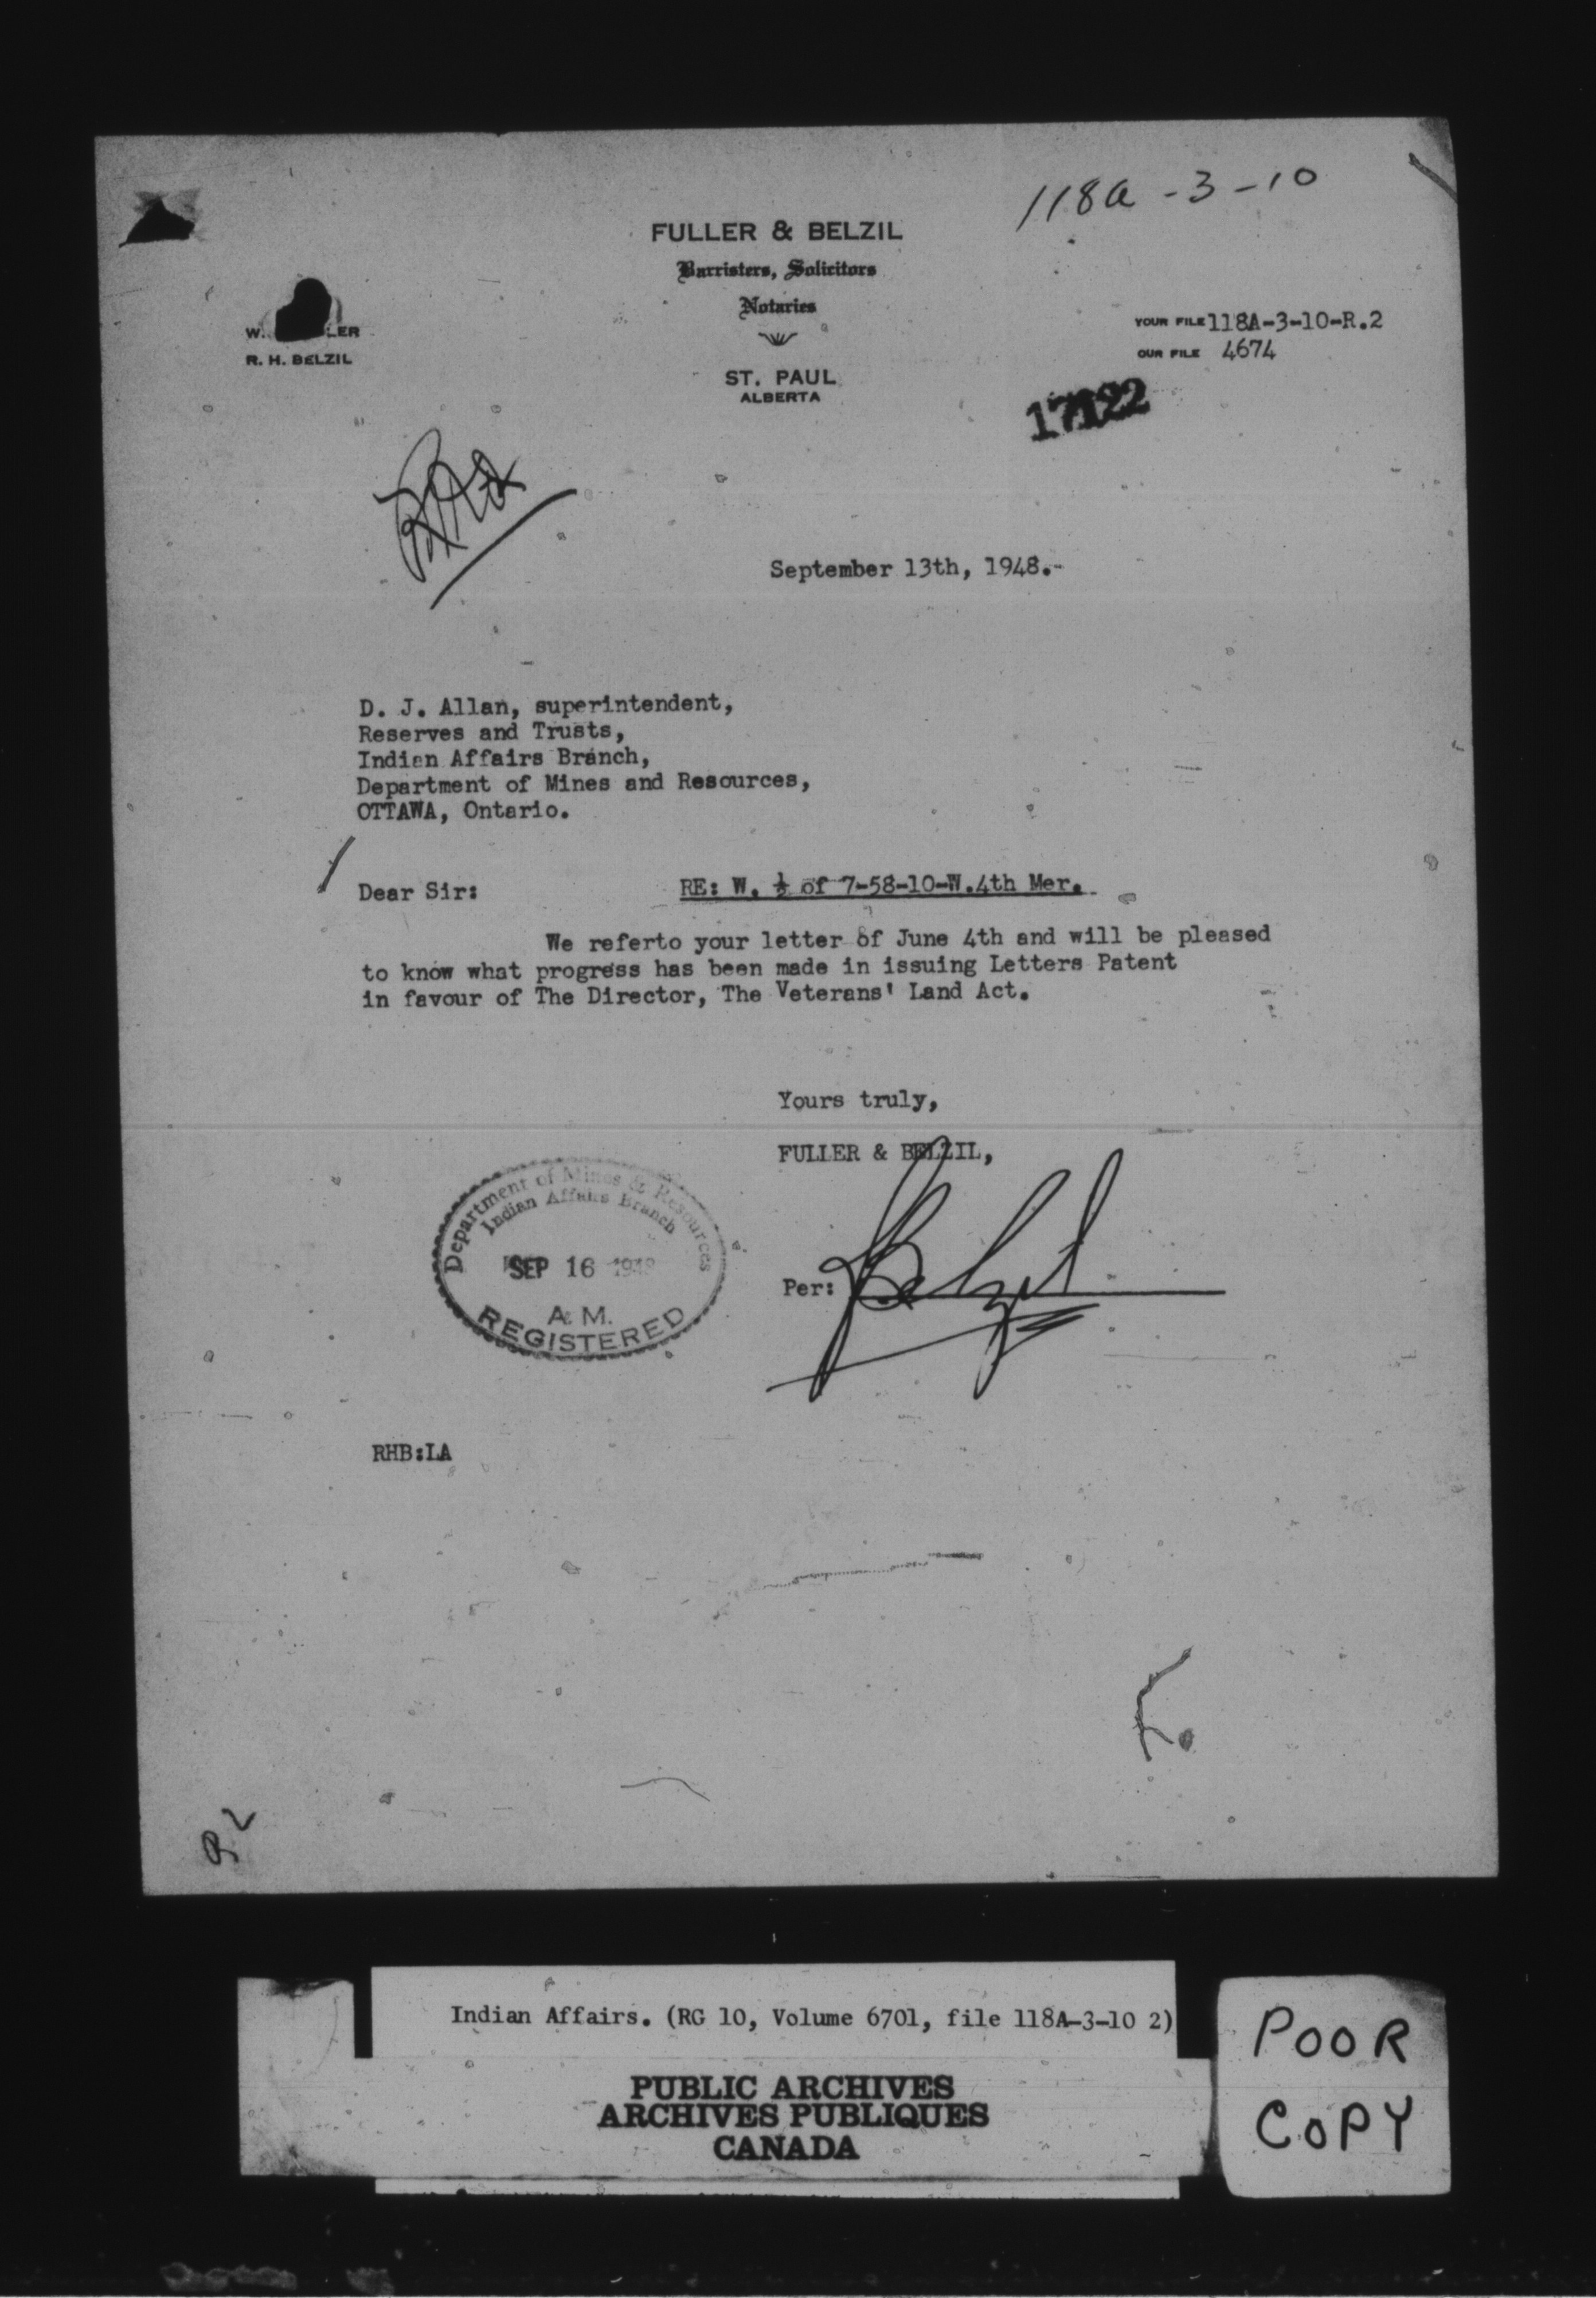 118A-3-10
FULLER & BELZIL
Barristers, Solicitors
Notaries
W. LER
R. H. BELZIL
ST. PAUL
ALBERTA
YOUR FILE 118A-3-10-R.2
OUR FILE 4674
September 13th, 1948.-
D. J. Allan, superintendent,
Reserves and Trusts,
Indian Affairs Branch,
Department of Mines and Resources,
OTTAWA, Ontario.
Dear Sir:
RE: W. ½ of 7-58-10-W.4th Mer.
We referto your letter of June 4th and will be pleased
to know what progress has been made in issuing Letters Patent
in favour of The Director, The Veterans' Land Act.
Yours truly,
FULLER & BELZIL,
Per: Belzil
Department of Mines & Resources
Indian Affairs Branch
SEP 16 1948
A. M.
REGISTERED
RHB:LA
R2
Indian Affairs. (RG 10, Volume 6701, file 118A-3-10 2)
PUBLIC ARCHIVES
ARCHIVES PUBLIQUES
CANADA
POOR
COPY